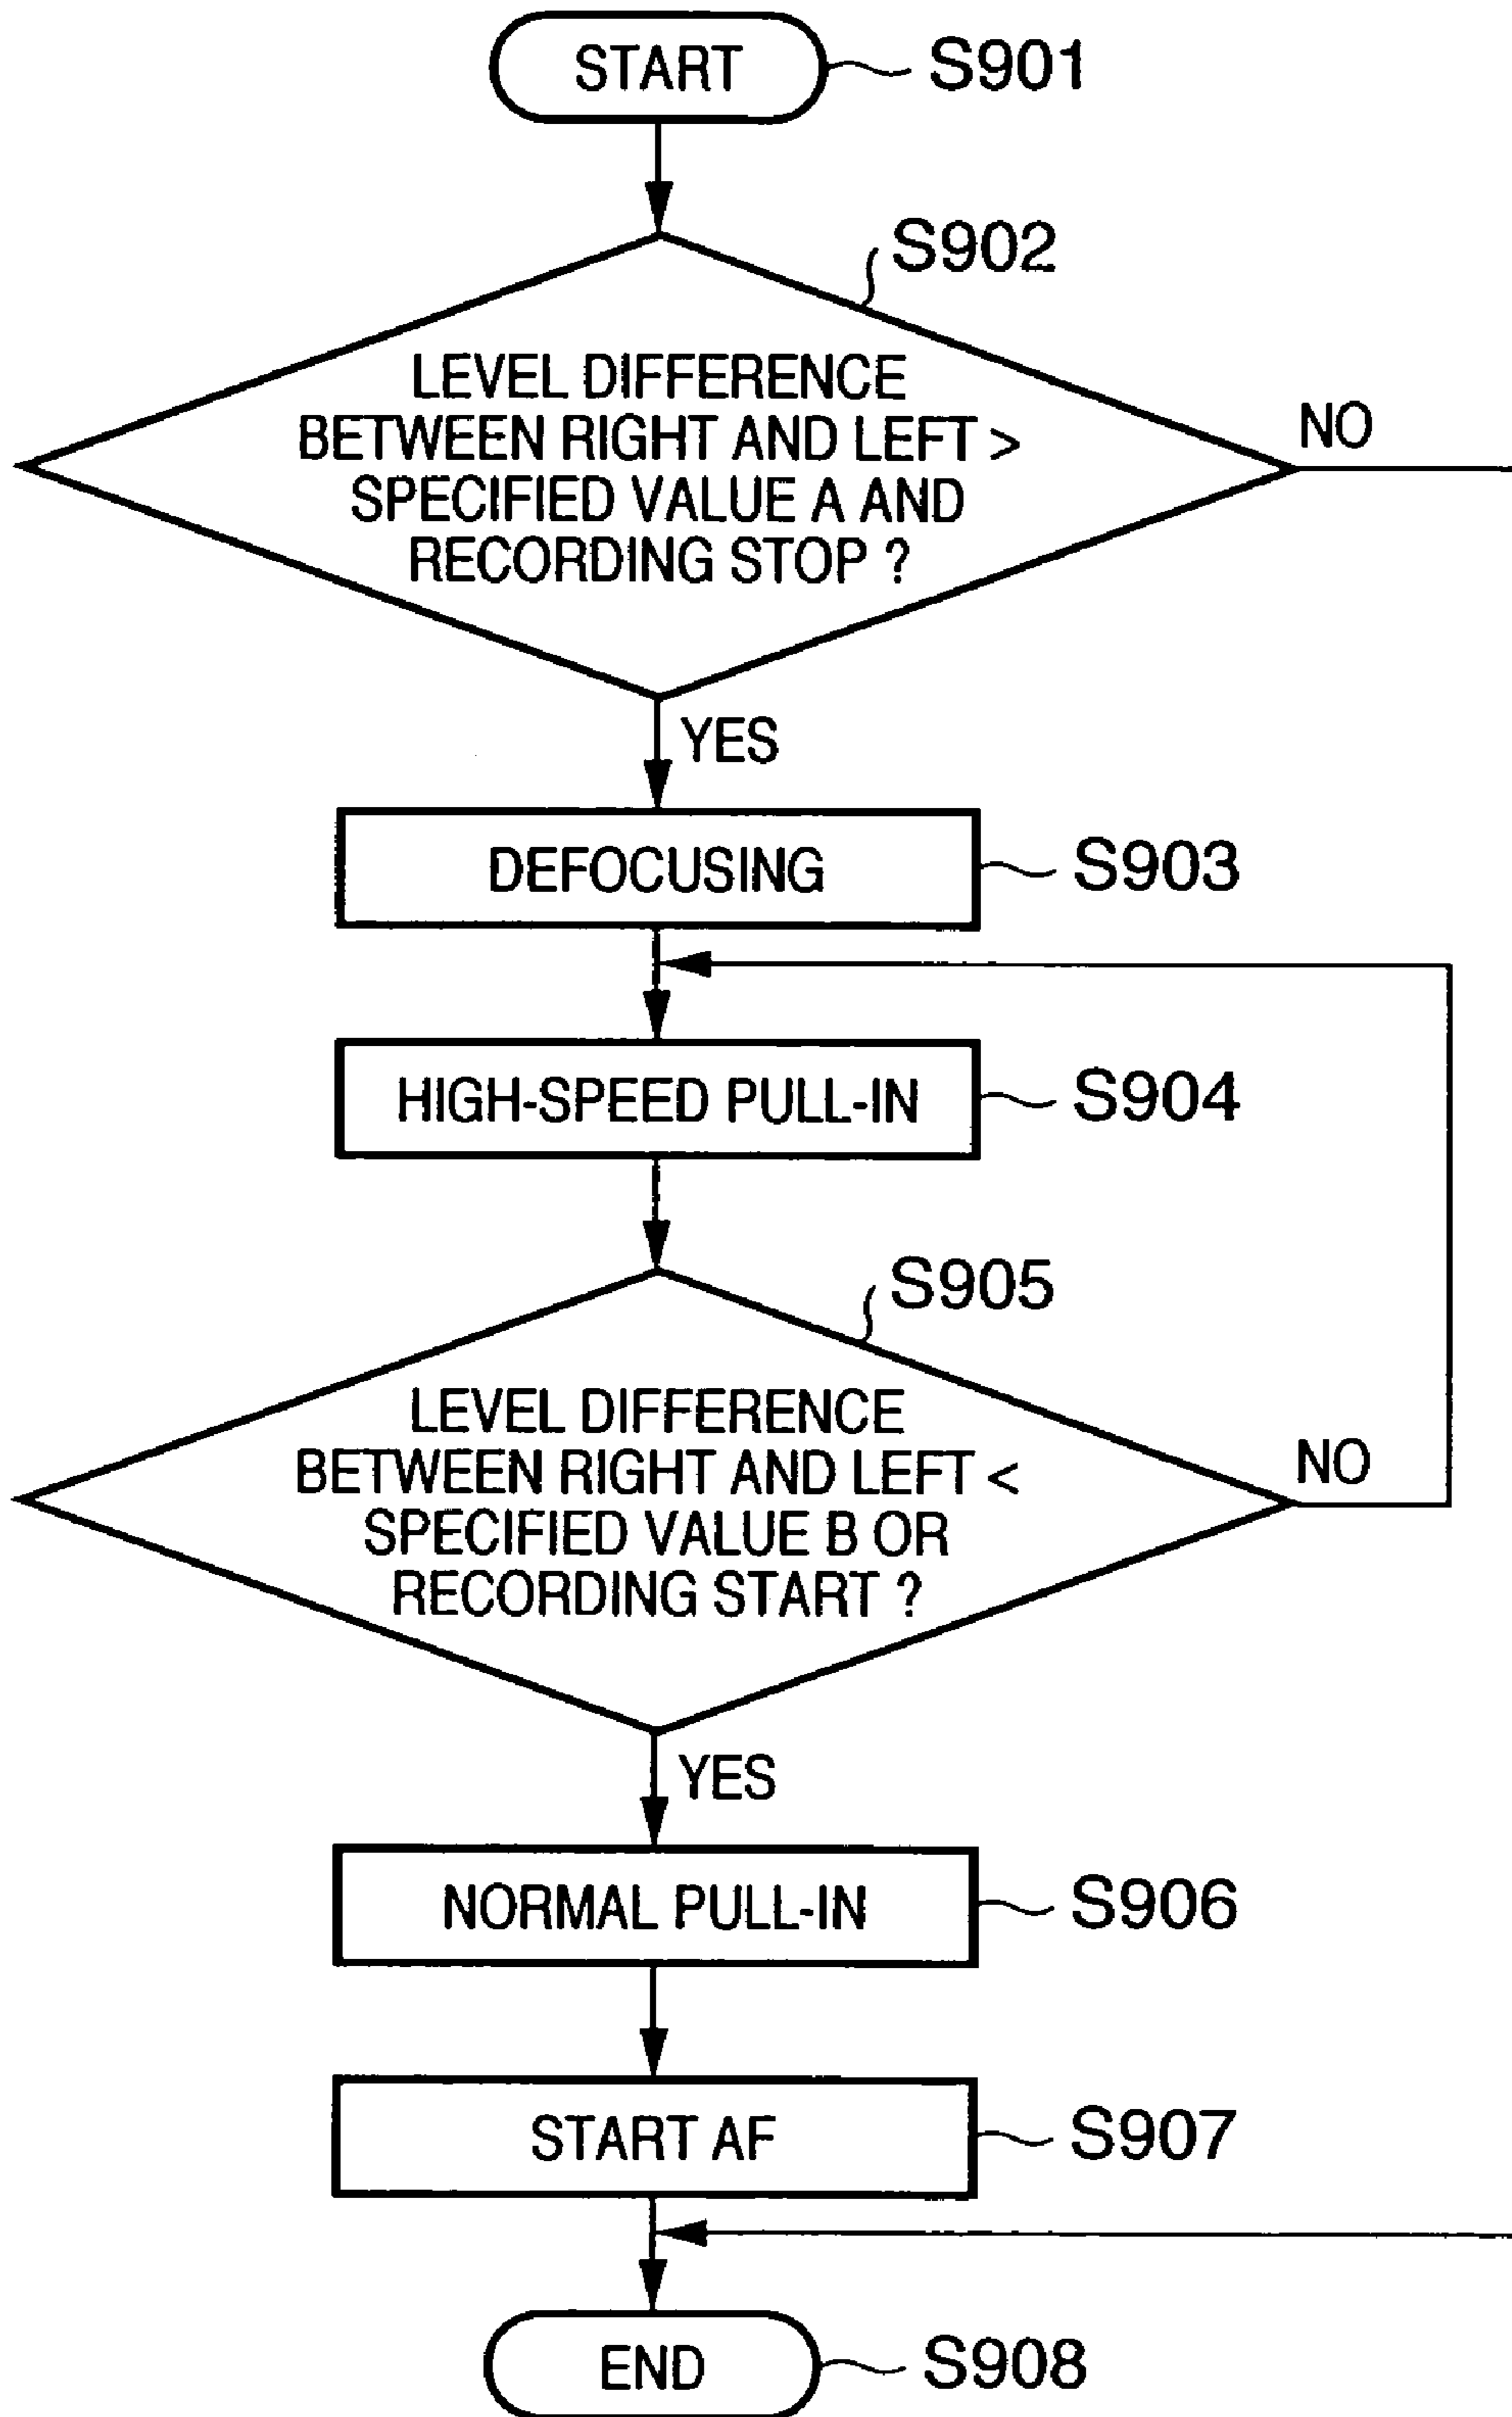 START
S901
S902
LEVEL DIFFERENCE
BETWEEN RIGHT AND LEFT >
SPECIFIED VALUE A AND
RECORDING STOP ?
NO
YES
DEFOCUSING
S903
HIGH-SPEED PULL-IN
S904
S905
LEVEL DIFFERENCE
BETWEEN RIGHT AND LEFT <
SPECIFIED VALUE B OR
RECORDING START ?
NO
YES
NORMAL PULL-IN
S906
START AF
S907
END
S908